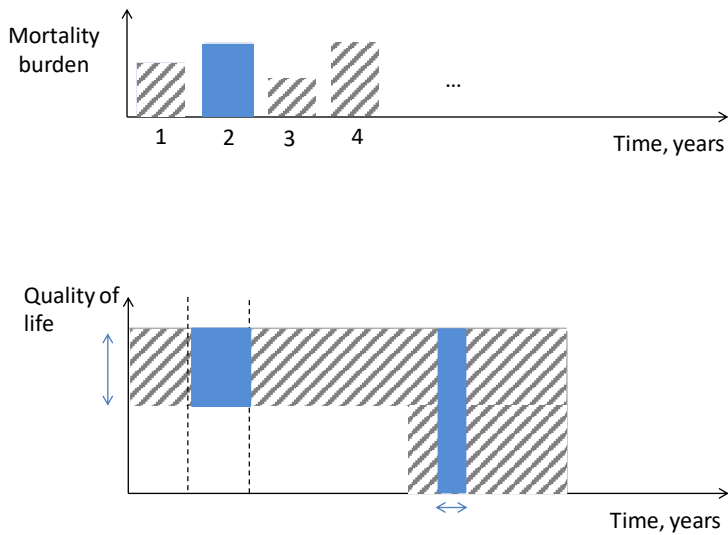 Mortality
burden
...
1 2 3 4
Time, years
Quality of
life
Time, years